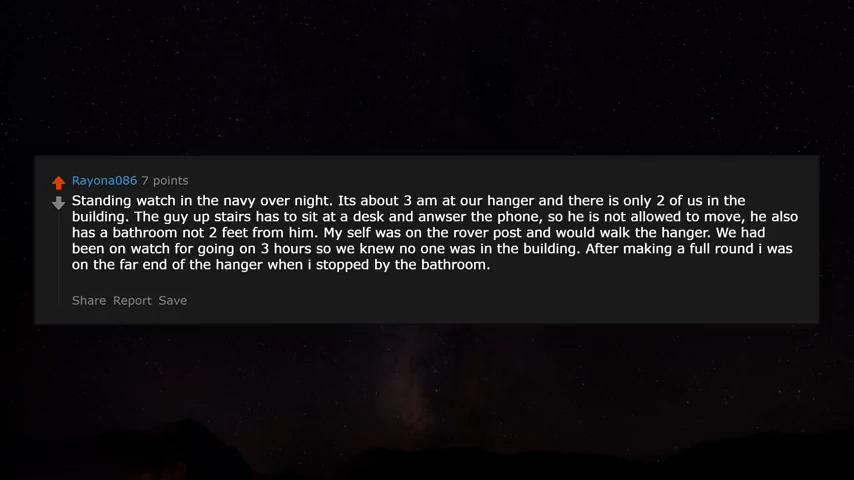 Rayona086 7 points
Standing watch in the navy over night. Its about 3 am at our hanger and there is only 2 of us in the
building. The guy up stairs has to sit at a desk and anwser the phone, so he is not allowed to move, he also
has a bathroom not 2 feet from him. My self was on the rover post and would walk the hanger. We had
been on watch for going on 3 hours so we knew no one was in the building. After making a full round i was
on the far end of the hanger when i stopped by the bathroom.
Share Report Save